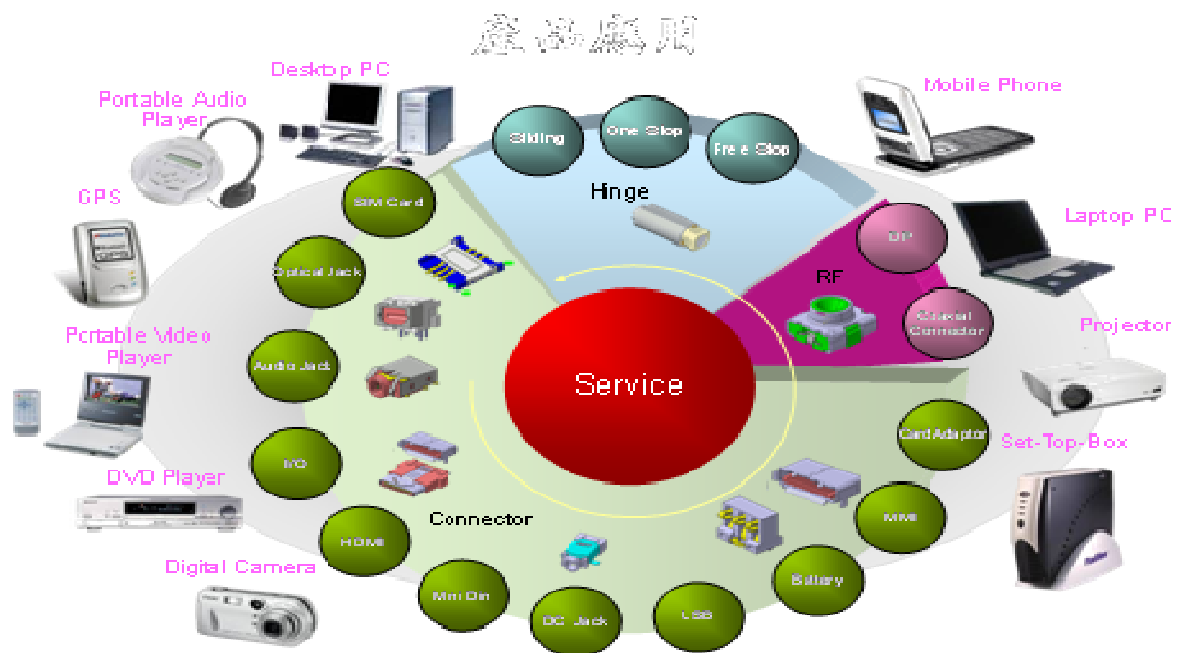 產品應用
Desktop PC
Mobile Phone
Portable Audio
Player
Sliding
One Stop
Free Stop
GPS
Hinge
SIM Card
Laptop PC
Optical Jack
RF
Coaxial
Connector
Portable Video
Player
Projector
Audio Jact
Service
Card Adaptor
Set-Top-Box
I/O
DVD Player
Connector
HDMI
Digital Camera
Battery
Mini Din
DC Jack
USB